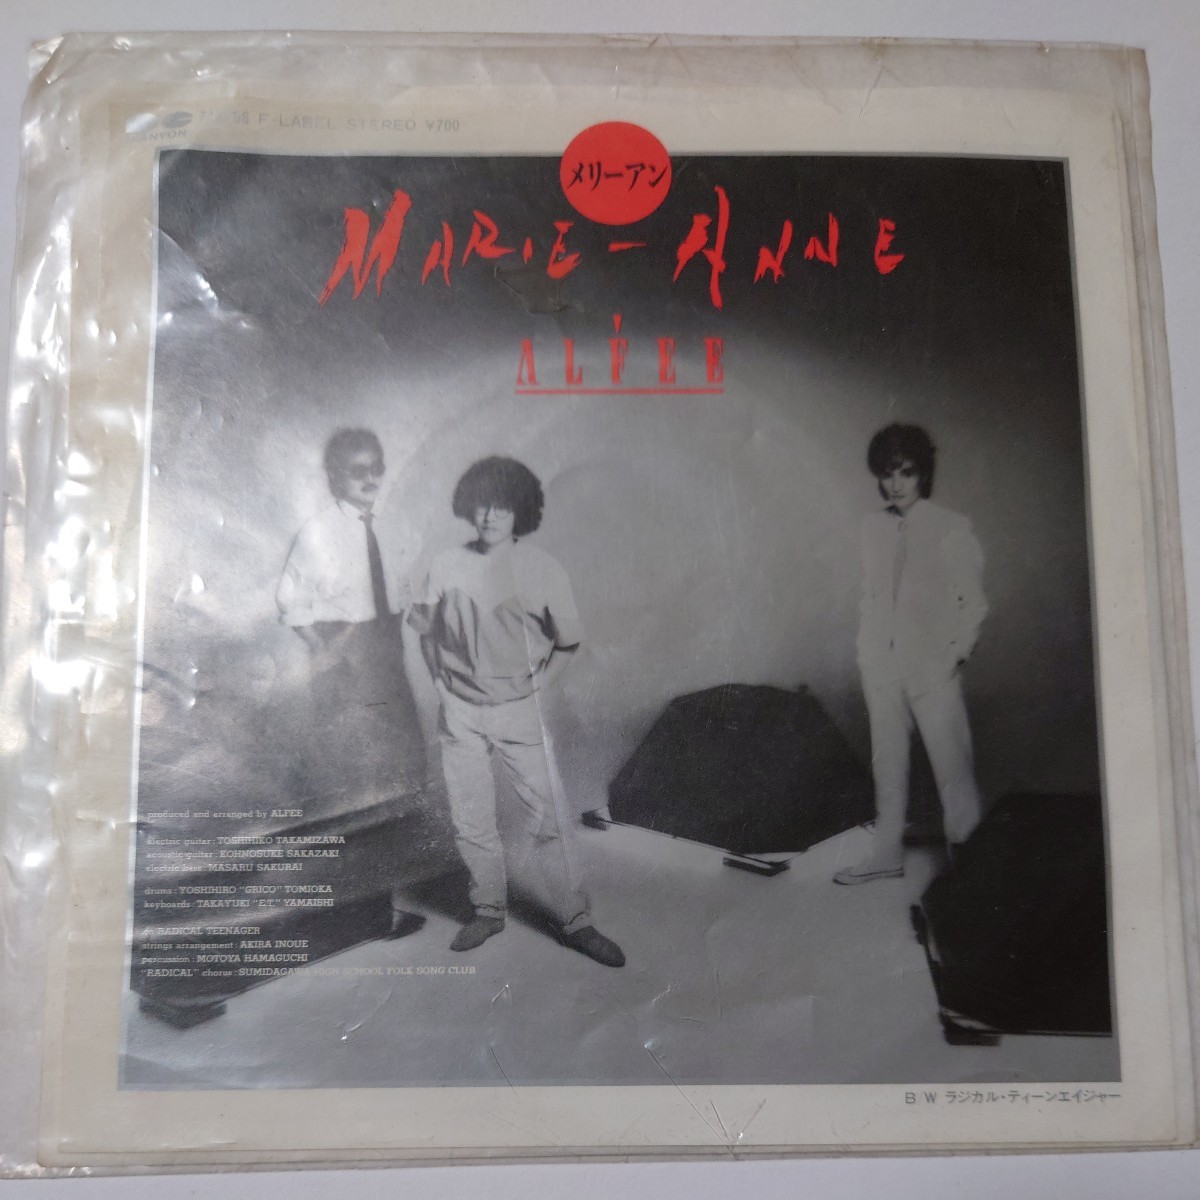 CANYON F-LABEL STEREO ¥700
メリーアン
MARIE-ANNE
ALFEE
produced and arranged by ALFEE
electric guitar: TOSHIHIKO TAKAMIZAWA
acoustic guitar: KOHNOSUKE SAKAZAKI
electric bass: MASARU SAKURAI
drums: YOSHIHIRO "GRICO" TOMIOKA
keyboards: TAKAYUKI "E.T." YAMAISHI
RADICAL TEENAGER
strings arrangement: AKIRA INOUE
percussion: MOTOYA HAMAGUCHI
"RADICAL" chorus: SUMIDAGAWA HIGH SCHOOL FOLK SONG CLUB
B W ラジカル・ティーンエイジャー